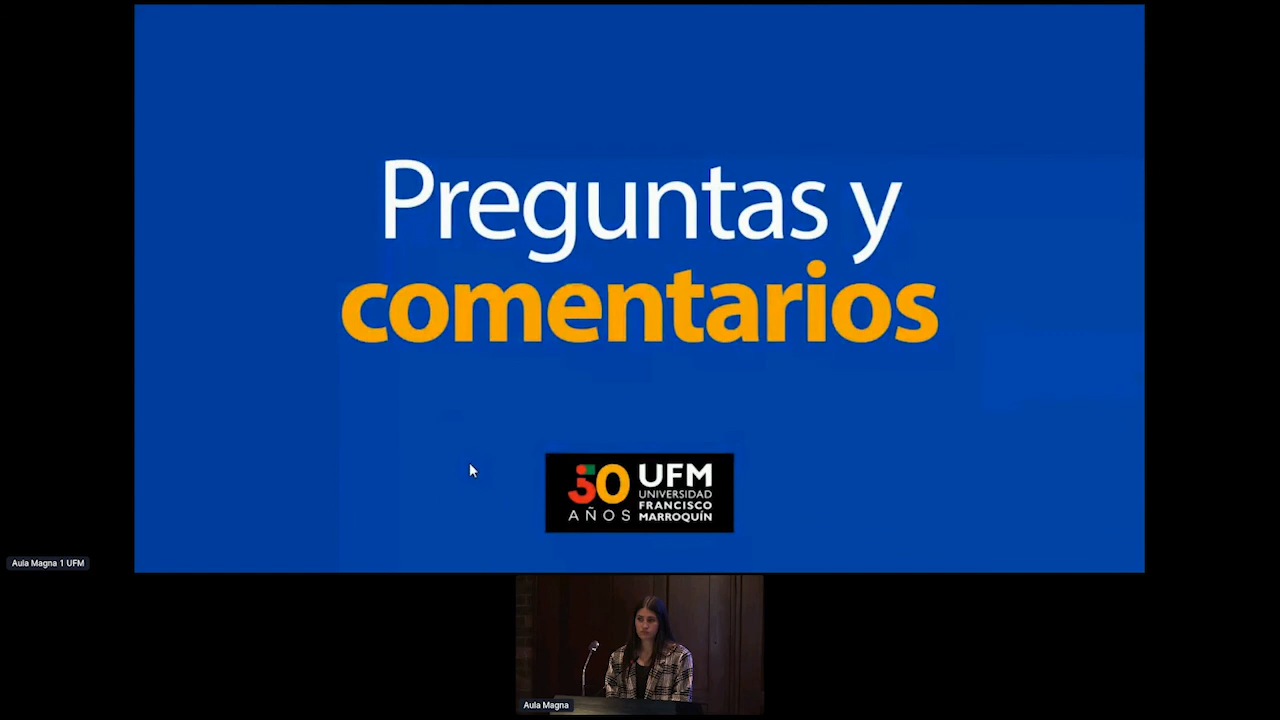 Preguntas y
comentarios
50
AÑOS
UFM
UNIVERSIDAD
FRANCISCO
MARROQUÍN
Aula Magna 1 UFM
Aula Magna